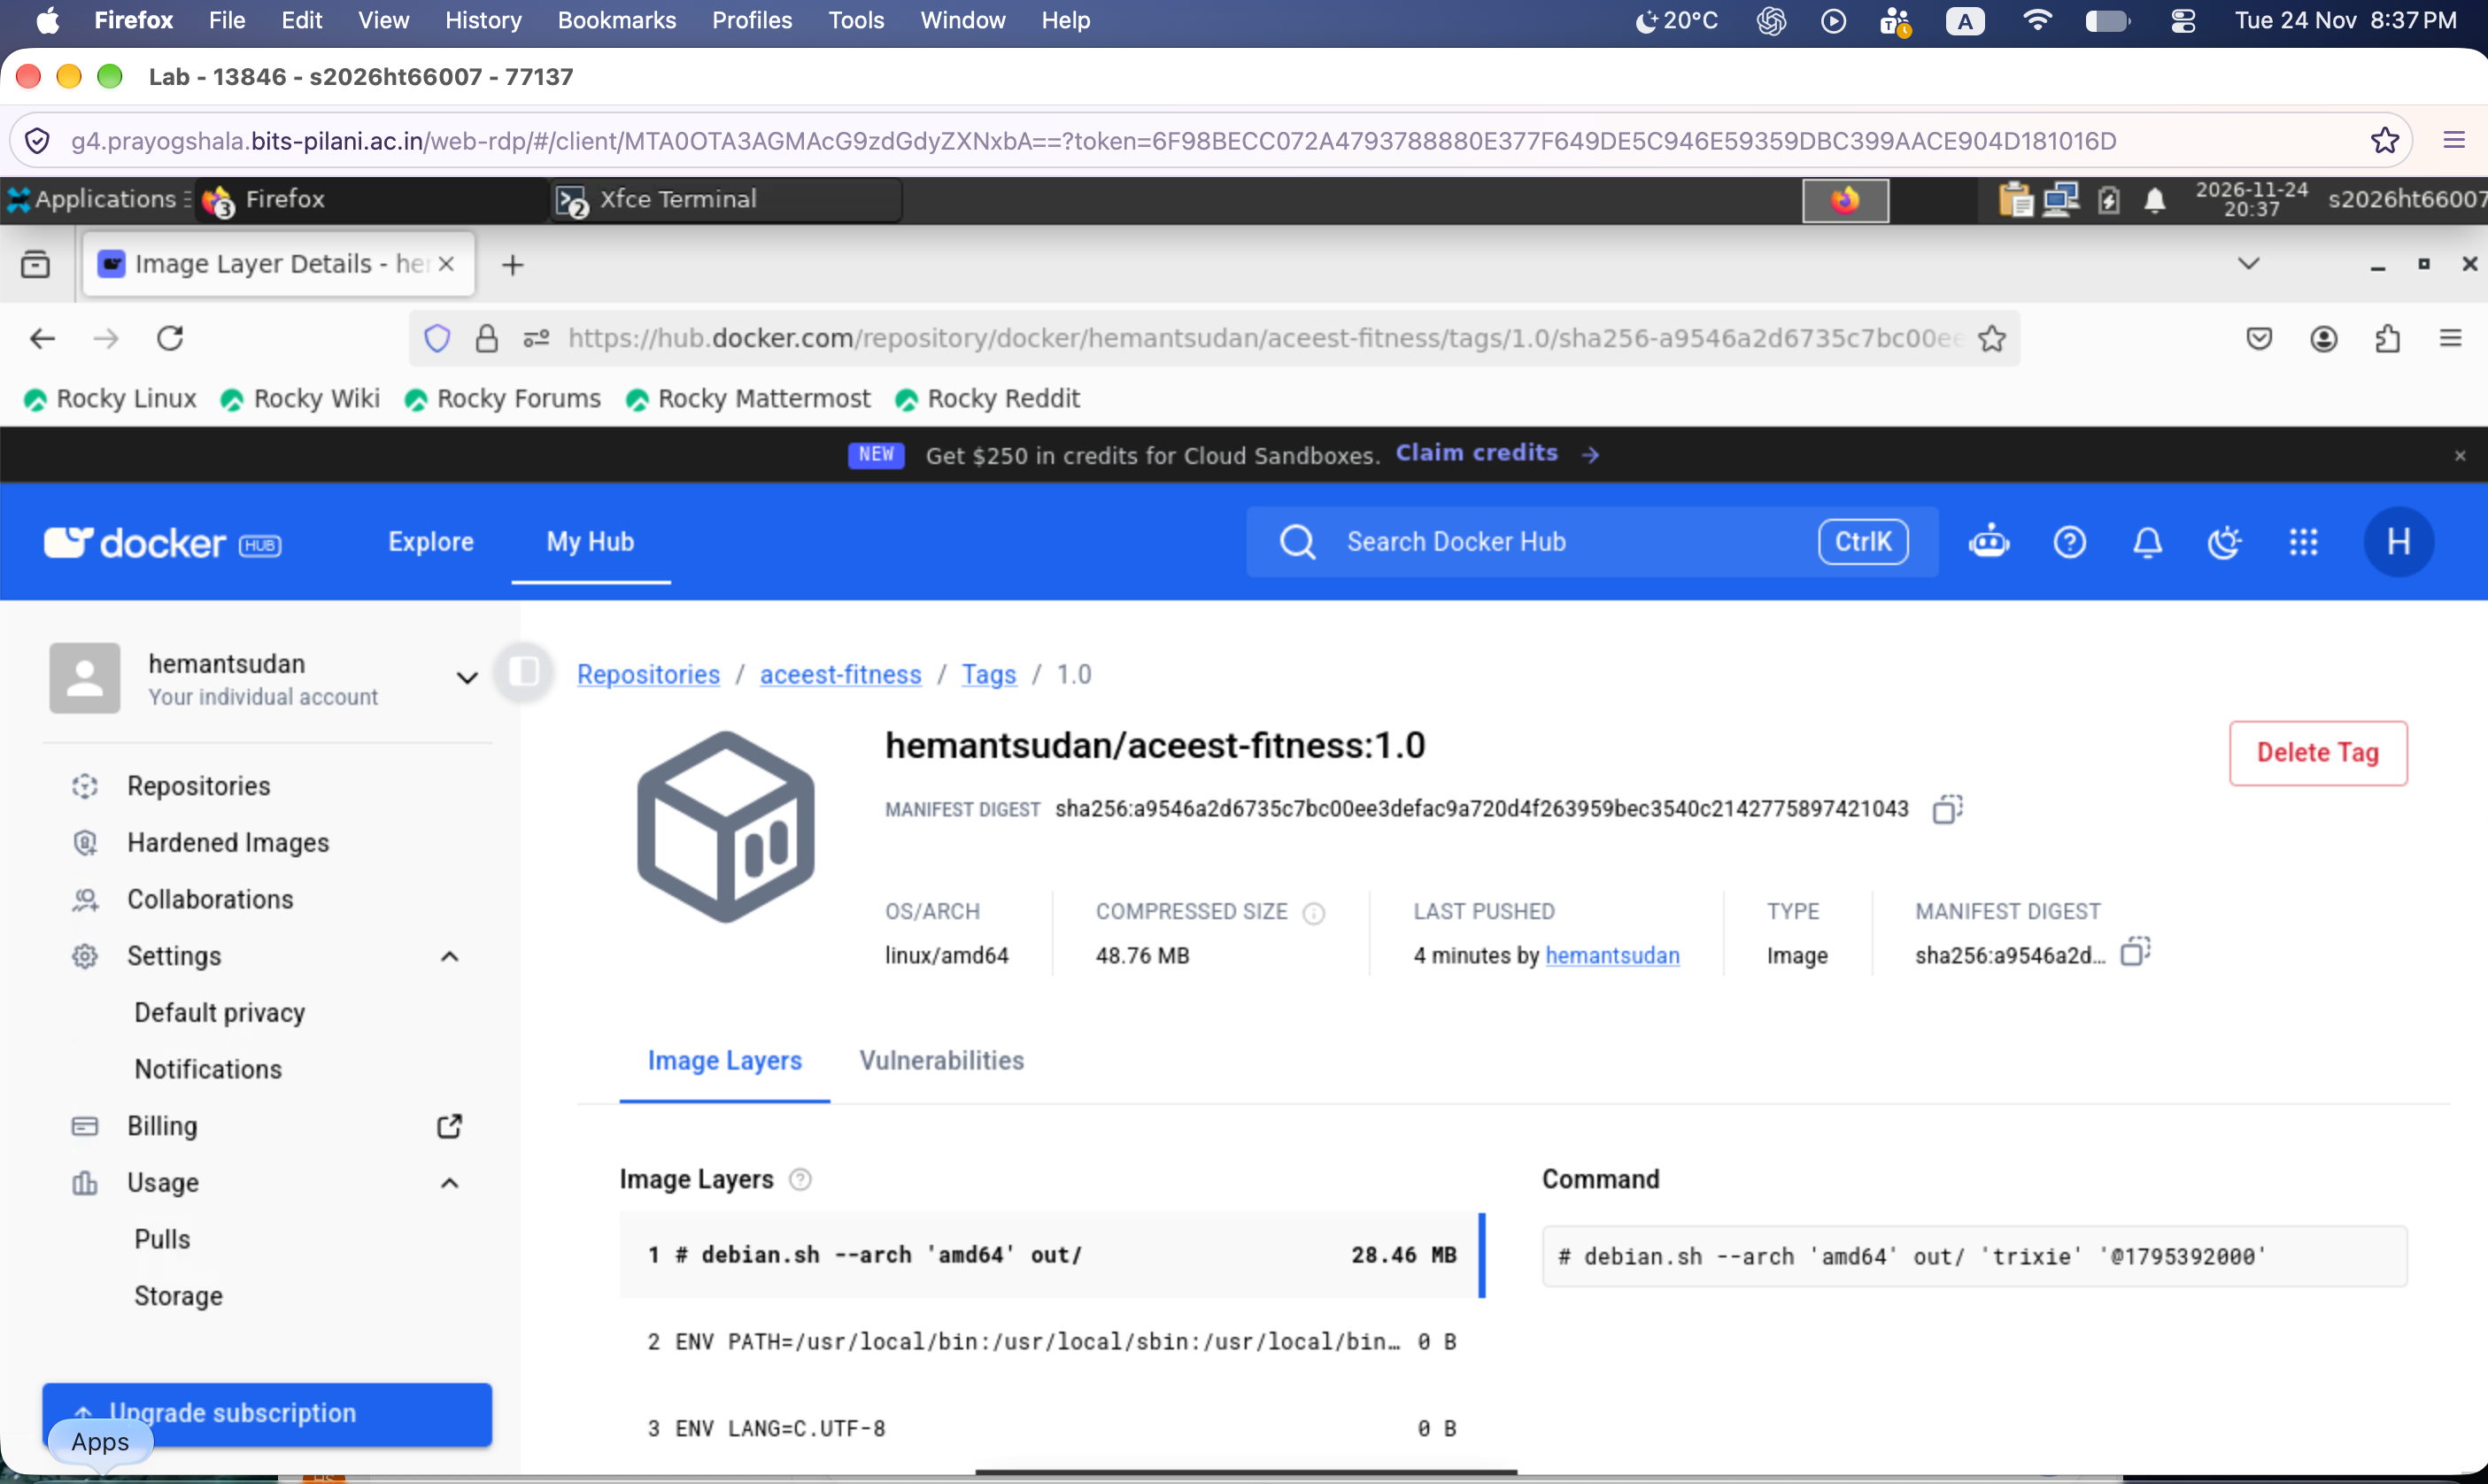 Firefox File Edit View History Bookmarks Profiles Tools Window Help 20°C A Tue 24 Nov 8:37 PM
Lab - 13846 - s2026ht66007 - 77137
g4.prayogshala.bits-pilani.ac.in/web-rdp/#/client/MTA0OTA3AGMAcG9zdGdyZXNxbA==?token=6F98BECC072A4793788880E377F649DE5C946E59359DBC399AACE904D181016D
Applications 3 Firefox 2 Xfce Terminal 2026-11-24 20:37 s2026ht66007
Image Layer Details - he
https://hub.docker.com/repository/docker/hemantsudan/aceest-fitness/tags/1.0/sha256-a9546a2d6735c7bc00ee
Rocky Linux Rocky Wiki Rocky Forums Rocky Mattermost Rocky Reddit
NEW Get $250 in credits for Cloud Sandboxes. Claim credits →
docker HUB Explore My Hub Search Docker Hub CtrlK H
hemantsudan
Your individual account
Repositories
Hardened Images
Collaborations
Settings
Default privacy
Notifications
Billing
Usage
Pulls
Storage
Upgrade subscription
Apps
Repositories / aceest-fitness / Tags / 1.0
hemantsudan/aceest-fitness:1.0
Delete Tag
MANIFEST DIGEST sha256:a9546a2d6735c7bc00ee3defac9a720d4f263959bec3540c2142775897421043
OS/ARCH COMPRESSED SIZE LAST PUSHED TYPE MANIFEST DIGEST
linux/amd64 48.76 MB 4 minutes by hemantsudan Image sha256:a9546a2d...
Image Layers Vulnerabilities
Image Layers Command
1 # debian.sh --arch 'amd64' out/ 28.46 MB
# debian.sh --arch 'amd64' out/ 'trixie' '@1795392000'
2 ENV PATH=/usr/local/bin:/usr/local/sbin:/usr/local/bin… 0 B
3 ENV LANG=C.UTF-8 0 B